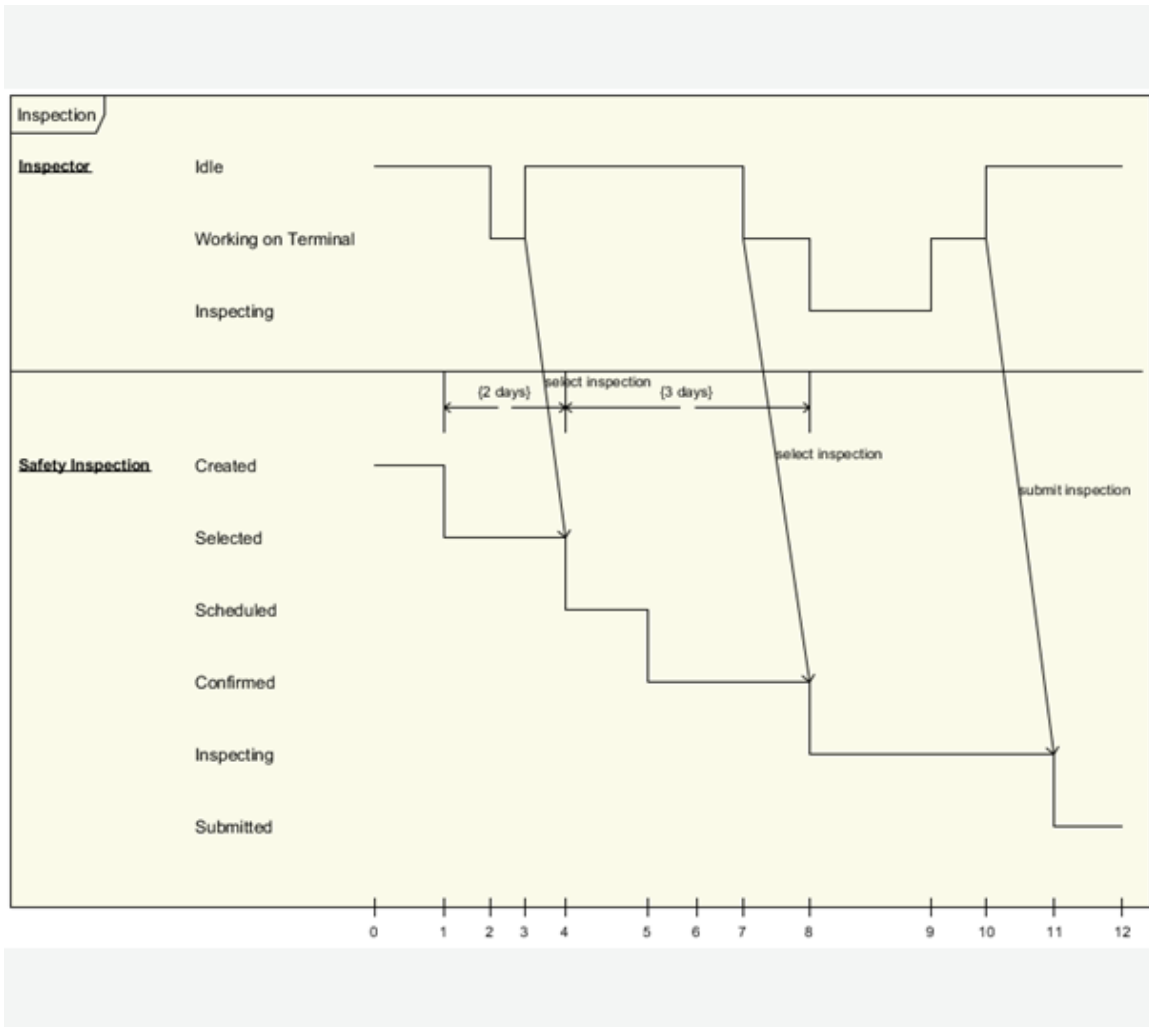 Inspection
Inspector
Idle
Working on Terminal
Inspecting
select inspection
{2 days}
{3 days}
select inspection
Safety Inspection
Created
submit inspection
Selected
Scheduled
Confirmed
Inspecting
Submitted
0 1 2 3 4 5 6 7 8 9 10 11 12